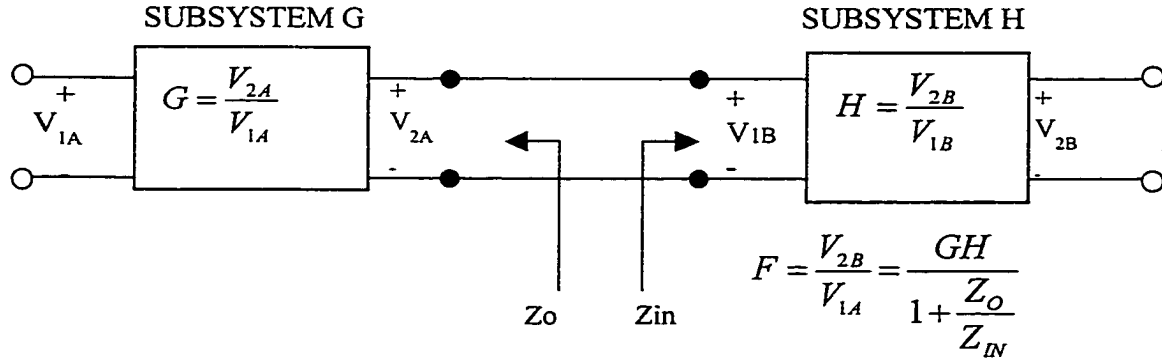 SUBSYSTEM G
SUBSYSTEM H
+
V1A
G = V2A / V1A
+
V2A
-
+
V1B
-
H = V2B / V1B
+
V2B
-
Zo
Zin
F = V2B / V1A = GH / (1 + ZO / ZIN)